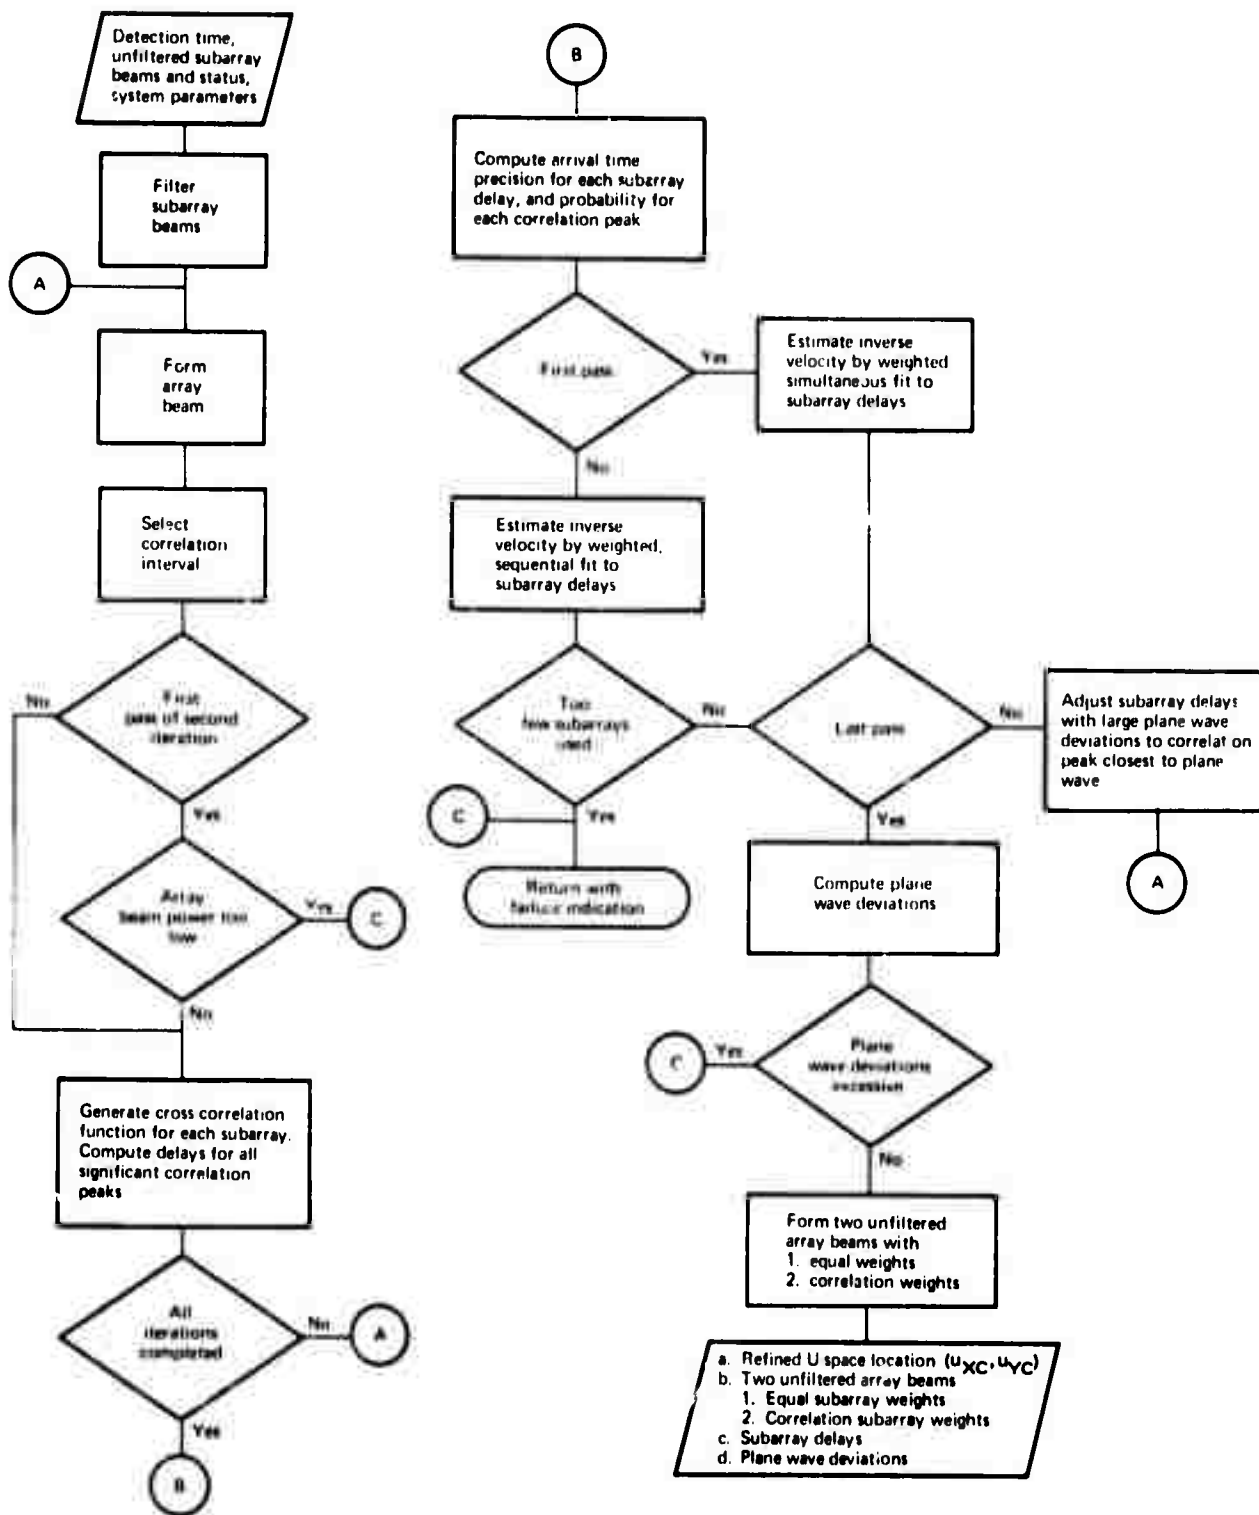 Detection time,
unfiltered subarray
beams and status,
system parameters
Filter
subarray
beams
A
Form
array
beam
Select
correlation
interval
First
pass of second
iteration
No
Yes
Array
beam power too
low
Yes
C
No
Generate cross correlation
function for each subarray.
Compute delays for all
significant correlation
peaks
All
iterations
completed
No
A
Yes
B
B
Compute arrival time
precision for each subarray
delay, and probability for
each correlation peak
First pass
Yes
Estimate inverse
velocity by weighted
simultaneous fit to
subarray delays
No
Estimate inverse
velocity by weighted,
sequential fit to
subarray delays
Too
few subarrays
used
No
C
Yes
Return with
failure indication
Last pass
No
Adjust subarray delays
with large plane wave
deviations to correlat on
peak closest to plane
wave
A
Yes
Compute plane
wave deviations
Plane
wave deviations
excessive
Yes
C
No
Form two unfiltered
array beams with
1. equal weights
2. correlation weights
a. Refined U space location (uXC, uYC)
b. Two unfiltered array beams
1. Equal subarray weights
2. Correlation subarray weights
c. Subarray delays
d. Plane wave deviations